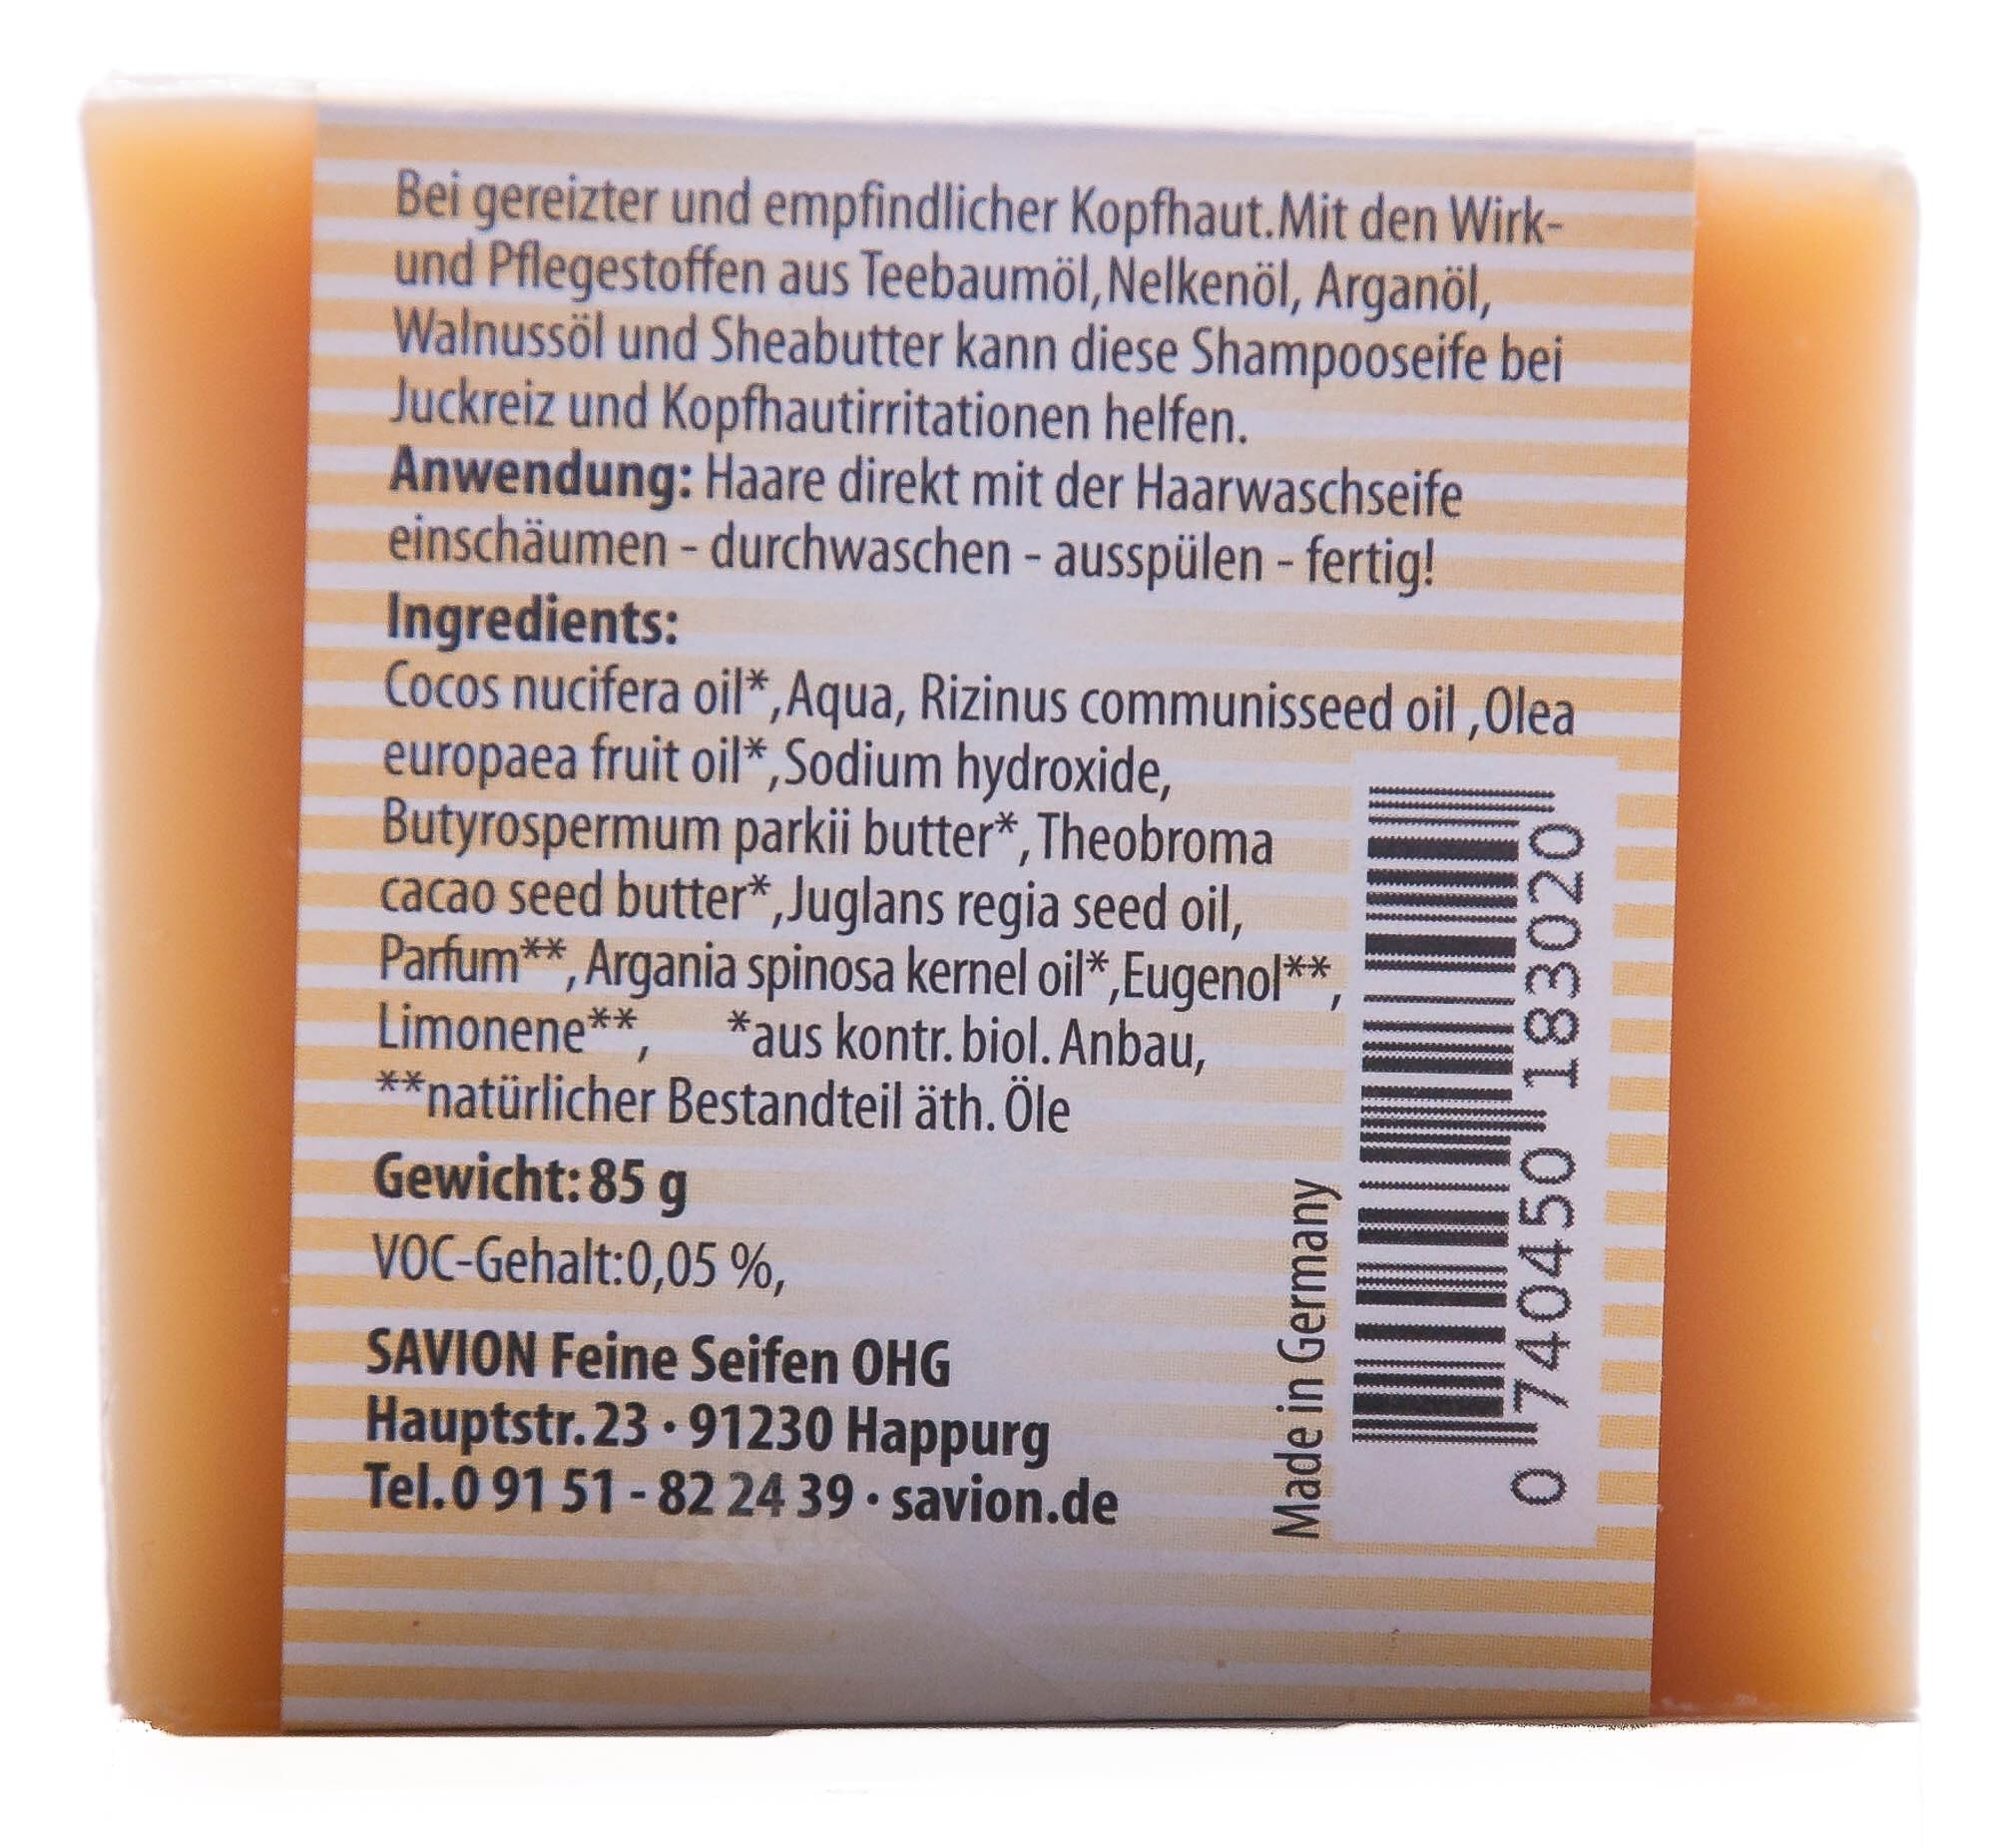 Bei gereizter und empfindlicher Kopfhaut.Mit den Wirk-
und Pflegestoffen aus Teebaumöl,Nelkenöl, Arganöl,
Walnussöl und Sheabutter kann diese Shampooseife bei
Juckreiz und Kopfhautirritationen helfen.
Anwendung: Haare direkt mit der Haarwaschseife
einschäumen - durchwaschen - ausspülen - fertig!
Ingredients:
Cocos nucifera oil*,Aqua, Rizinus communisseed oil ,Olea
europaea fruit oil*,Sodium hydroxide,
Butyrospermum parkii butter*,Theobroma
cacao seed butter*,Juglans regia seed oil,
Parfum**, Argania spinosa kernel oil*,Eugenol**,
Limonene**, *aus kontr. biol. Anbau,
**natürlicher Bestandteil äth. Öle
Gewicht: 85 g
VOC-Gehalt:0,05 %,
SAVION Feine Seifen OHG
Hauptstr. 23 · 91230 Happurg
Tel. 0 91 51 - 82 24 39 · savion.de
Made in Germany
0 740450 183020